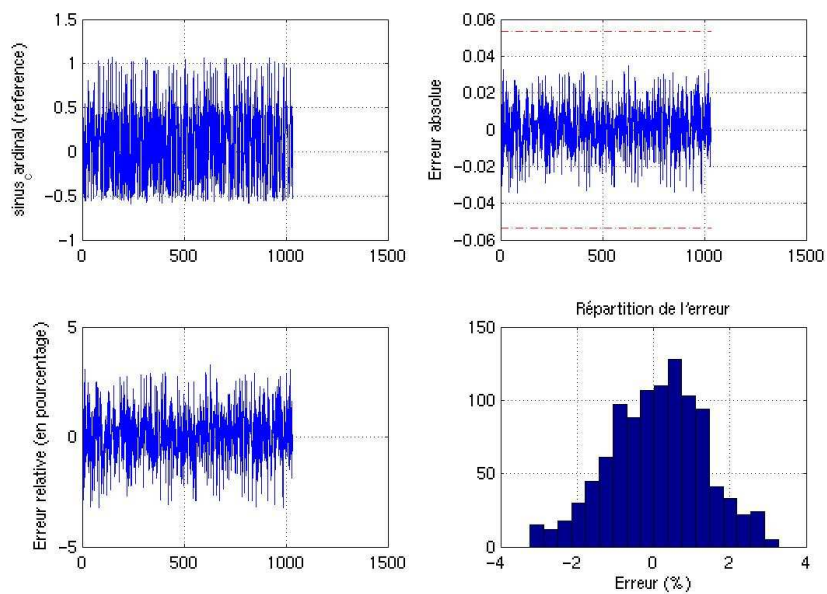 1.5
1
0.5
0
−0.5
−1
0 500 1000 1500
sinus_cardinal (reference)
0.06
0.04
0.02
0
−0.02
−0.04
−0.06
0 500 1000 1500
Erreur absolue
5
0
−5
0 500 1000 1500
Erreur relative (en pourcentage)
Répartition de l'erreur
150
100
50
0
−4 −2 0 2 4
Erreur (%)